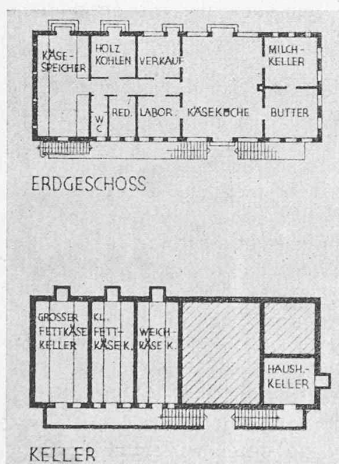 KÄSE-
SPEICHER
HOLZ
KOHLEN
VERKAUF
MILCH-
KELLER
WC
RED.
LABOR.
KÄSEKÜCHE
BUTTER
ERDGESCHOSS
GROSSER
FETTKÄSE
KELLER
KL.
FETT-
KÄSE K.
WEICH-
KÄSE K.
HAUSH.-
KELLER
KELLER